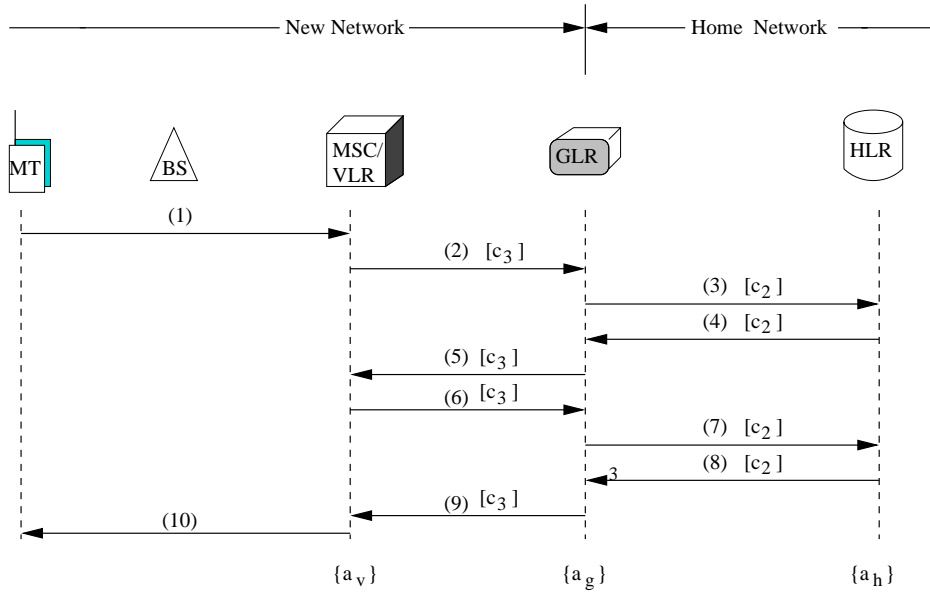 New Network
Home Network
MT
BS
MSC/
VLR
GLR
HLR
(1)
(2) [c3]
(3) [c2]
(4) [c2]
(5) [c3]
(6) [c3]
(7) [c2]
(8) [c2]
3
(9) [c3]
(10)
{av}
{ag}
{ah}